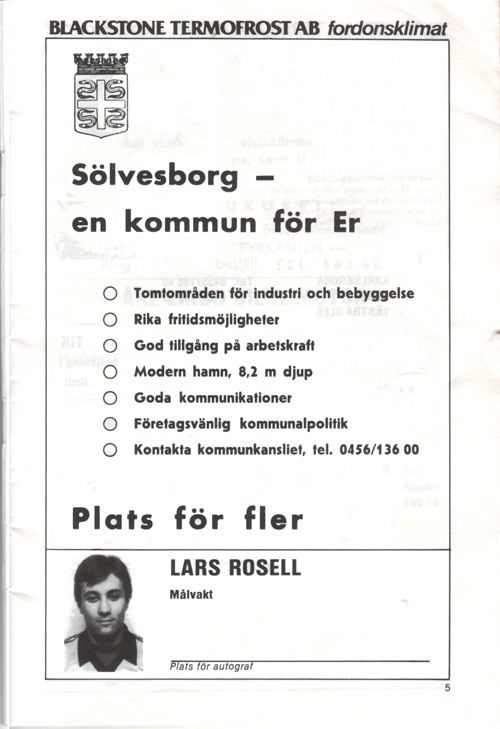 BLACKSTONE TERMOFROST AB fordonsklimat
Sölvesborg –
en kommun för Er
Tomtområden för industri och bebyggelse
Rika fritidsmöjligheter
God tillgång på arbetskraft
Modern hamn, 8,2 m djup
Goda kommunikationer
Företagsvänlig kommunalpolitik
Kontakta kommunkansliet, tel. 0456/136 00
Plats för fler
LARS ROSELL
Målvakt
Plats för autograf
5